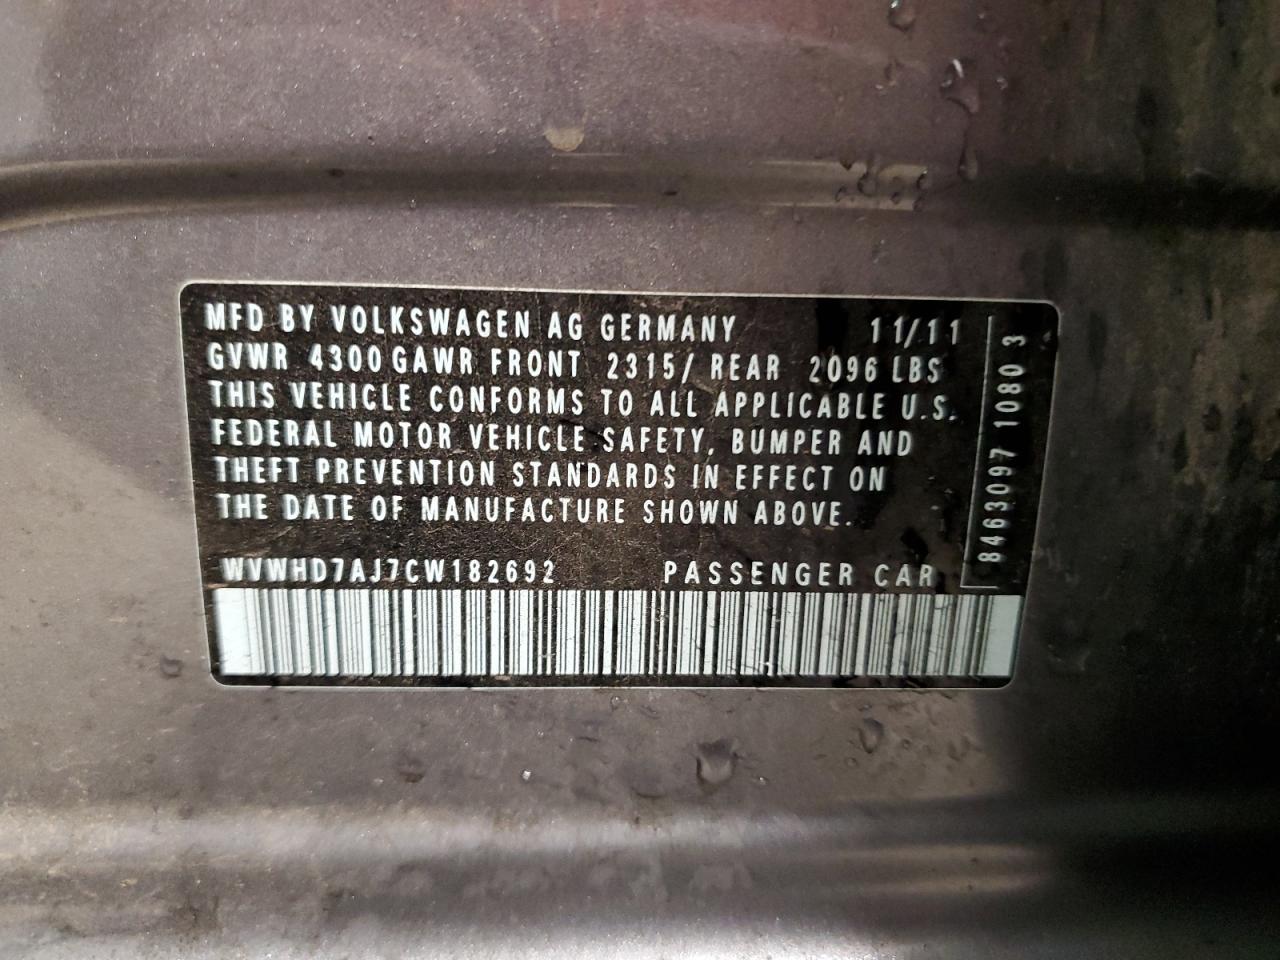 MFD BY VOLKSWAGEN AG GERMANY 11/11
GVWR 4300 GAWR FRONT 2315/ REAR 2096 LBS
THIS VEHICLE CONFORMS TO ALL APPLICABLE U.S.
FEDERAL MOTOR VEHICLE SAFETY, BUMPER AND
THEFT PREVENTION STANDARDS IN EFFECT ON
THE DATE OF MANUFACTURE SHOWN ABOVE.
WVWHD7AJ7CW182692 PASSENGER CAR
8463097 1080 3